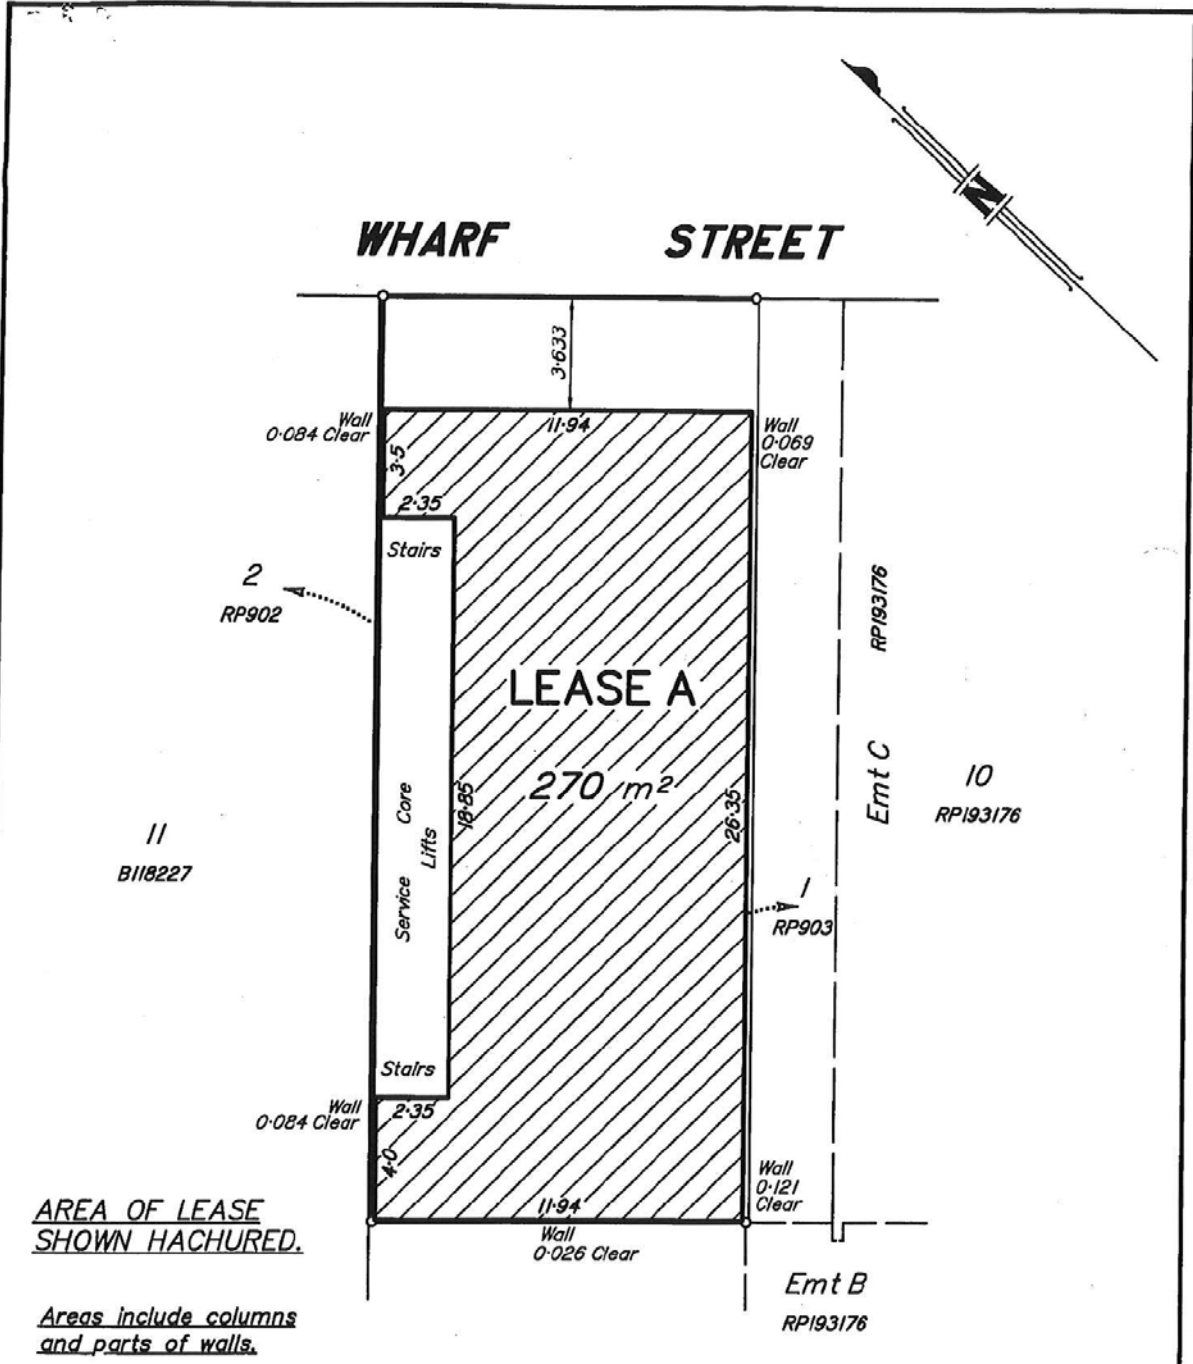 N
WHARF STREET
3·633
Wall
0·084 Clear
11·94
Wall
0·069
Clear
3·5
2·35
Stairs
2
RP902
RP193176
LEASE A
270 m²
18·85
26·35
Service Core
Lifts
Emt C
10
RP193176
11
B118227
1
RP903
Stairs
Wall
0·084 Clear
2·35
4·0
11·94
Wall
0·026 Clear
Wall
0·121
Clear
AREA OF LEASE
SHOWN HACHURED.
Emt B
RP193176
Areas include columns
and parts of walls.